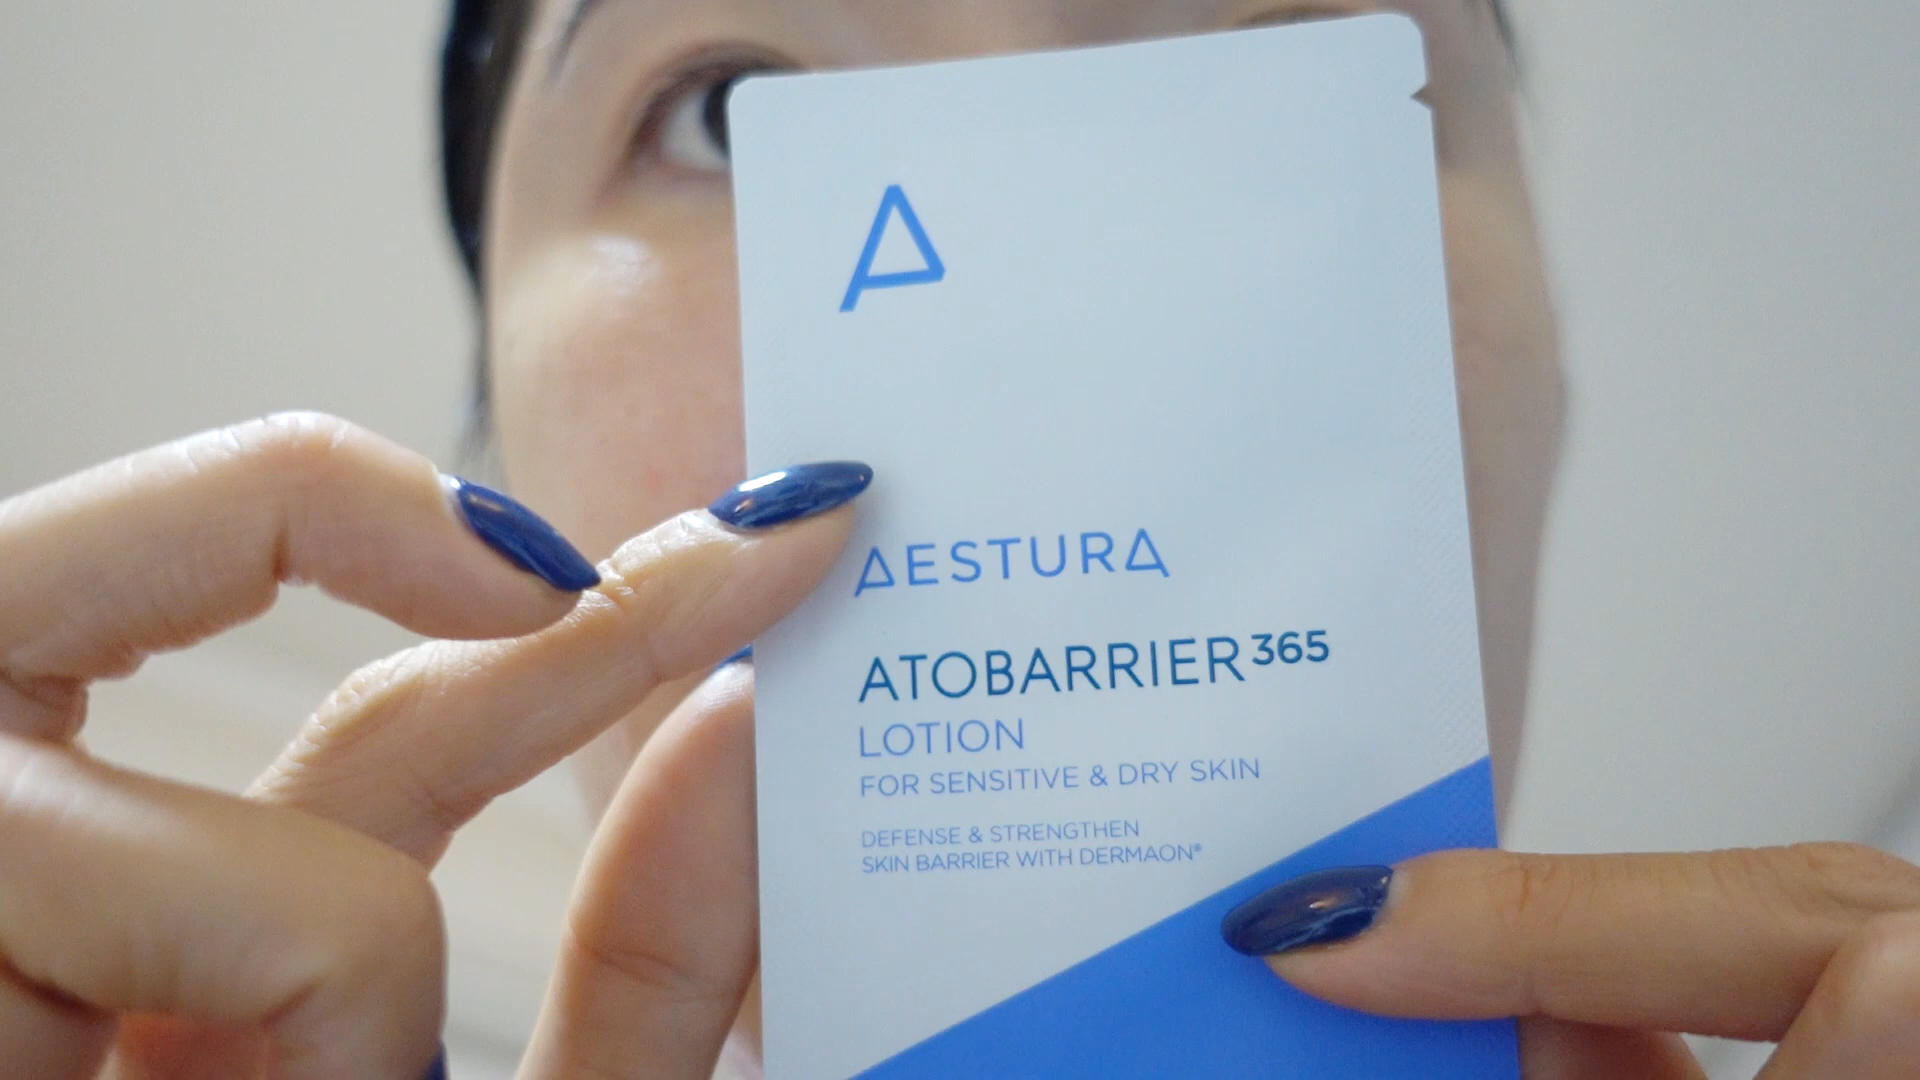 AESTURA
ATOBARRIER365
LOTION
FOR SENSITIVE & DRY SKIN
DEFENSE & STRENGTHEN
SKIN BARRIER WITH DERMAON®